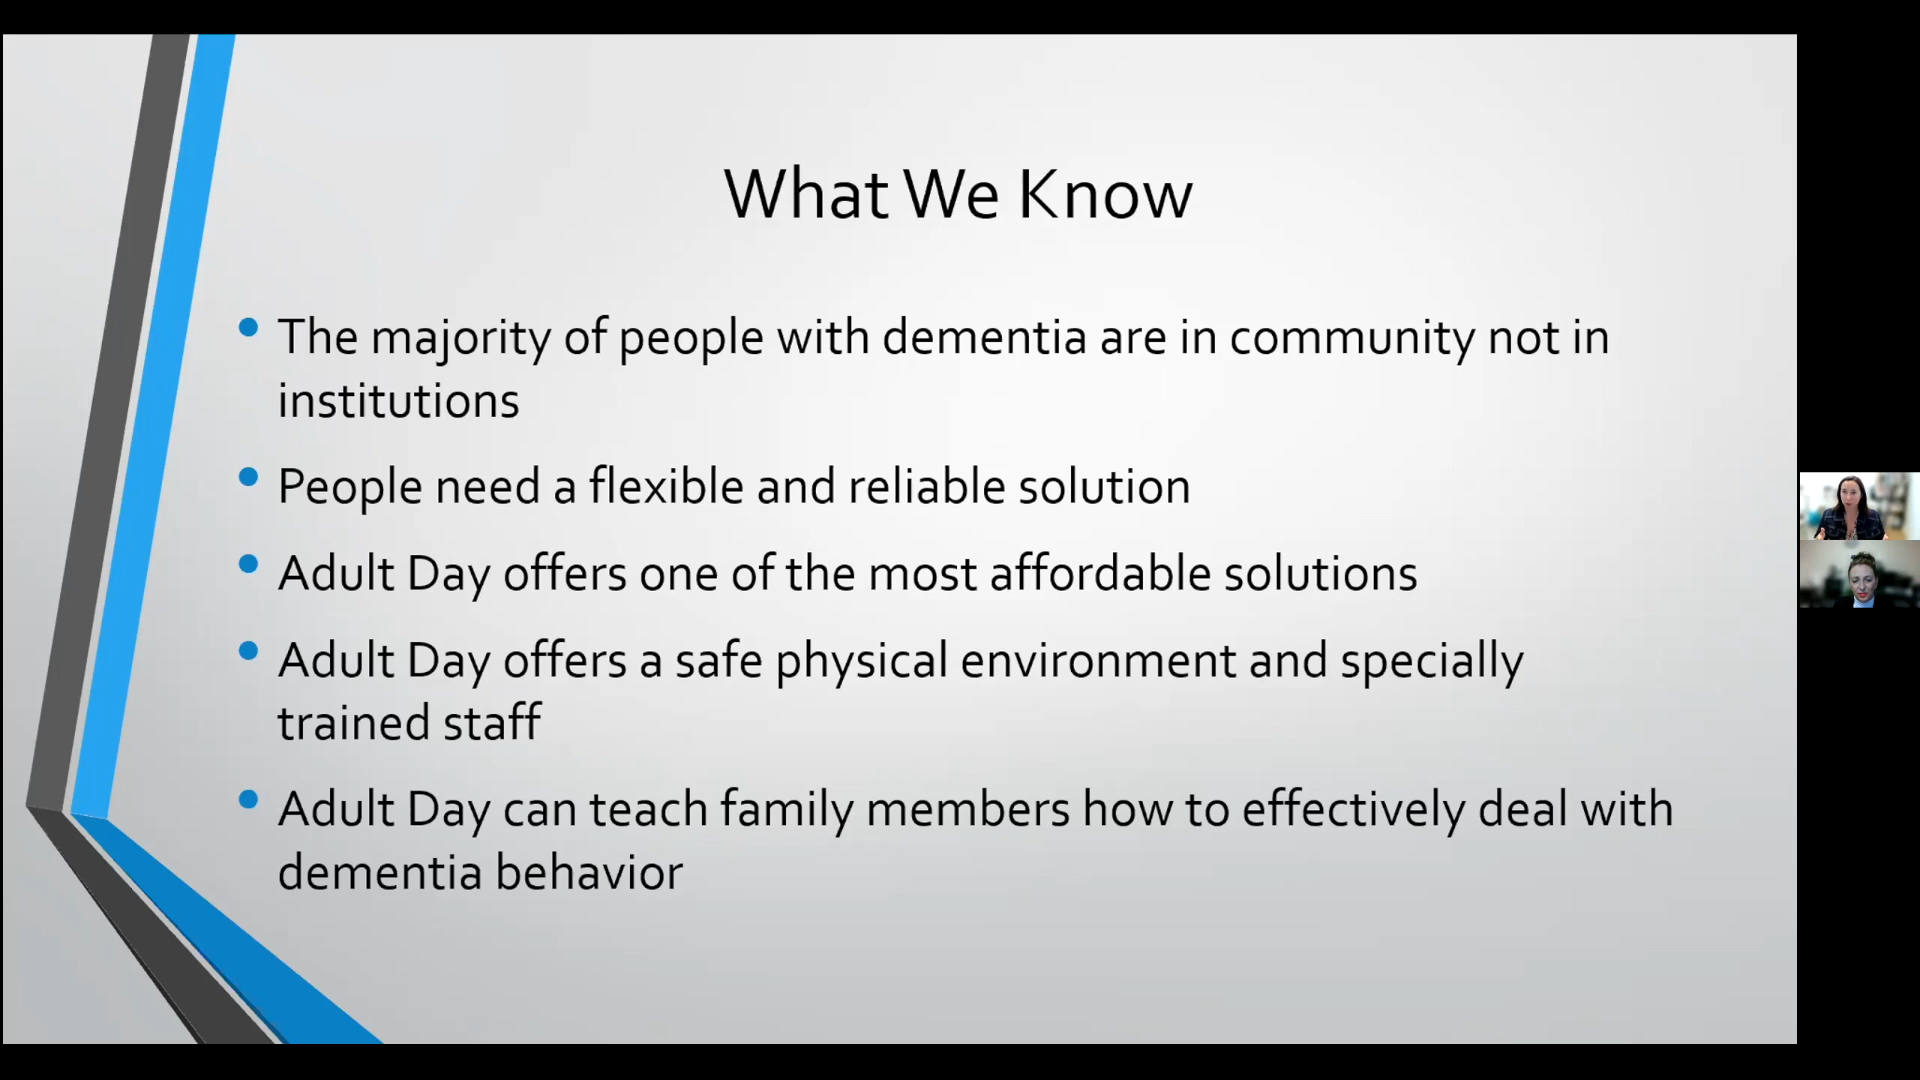 What We Know
• The majority of people with dementia are in community not in
institutions
• People need a flexible and reliable solution
• Adult Day offers one of the most affordable solutions
• Adult Day offers a safe physical environment and specially
trained staff
• Adult Day can teach family members how to effectively deal with
dementia behavior